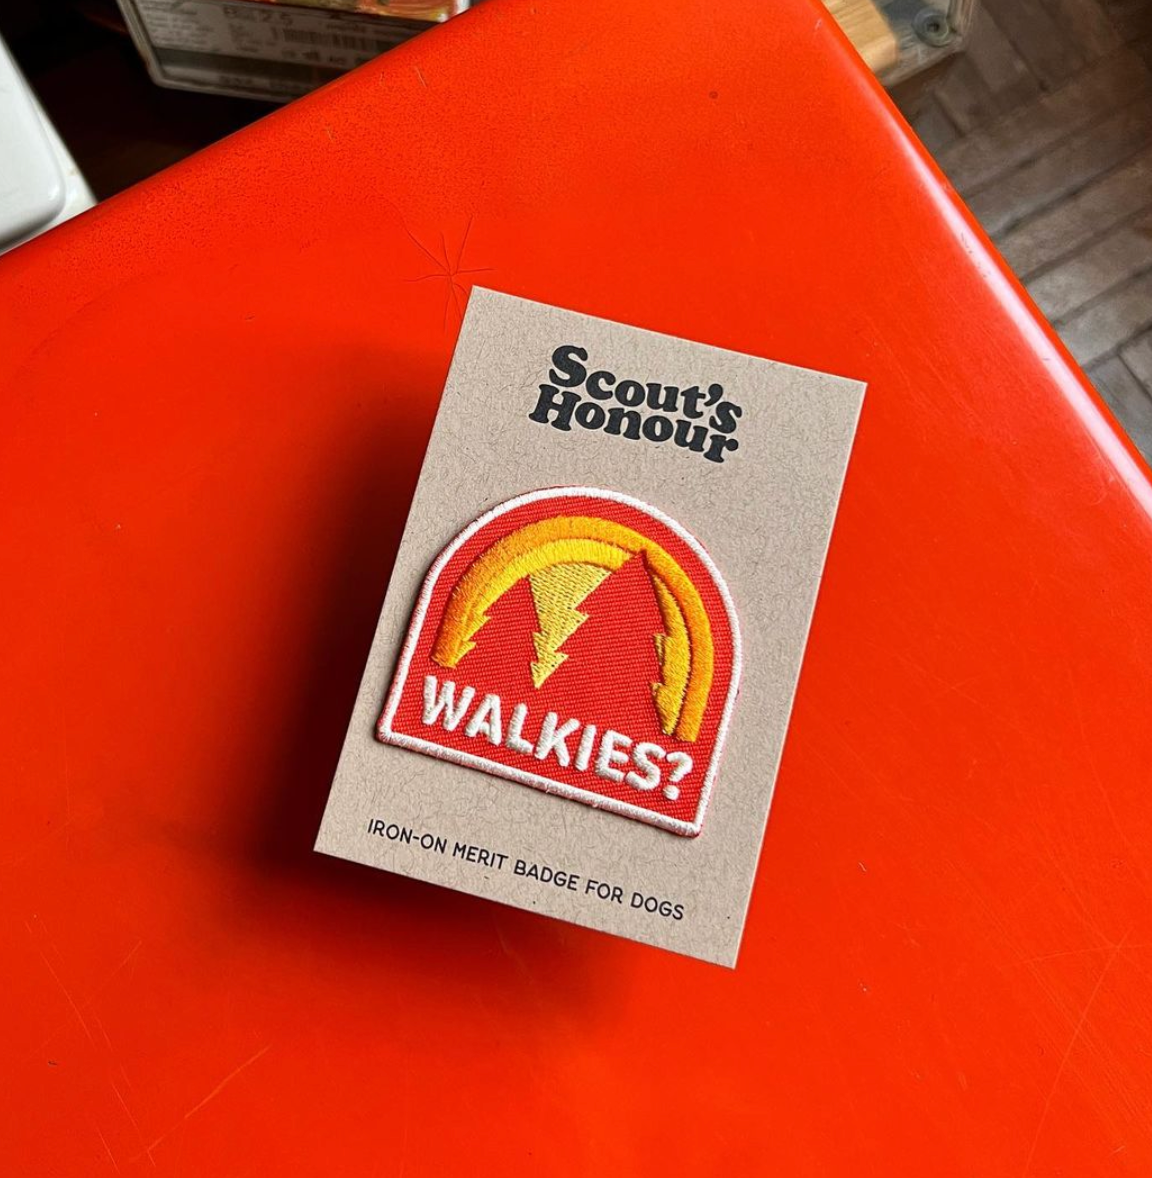 Scout's
Honour
WALKIES?
IRON-ON MERIT BADGE FOR DOGS